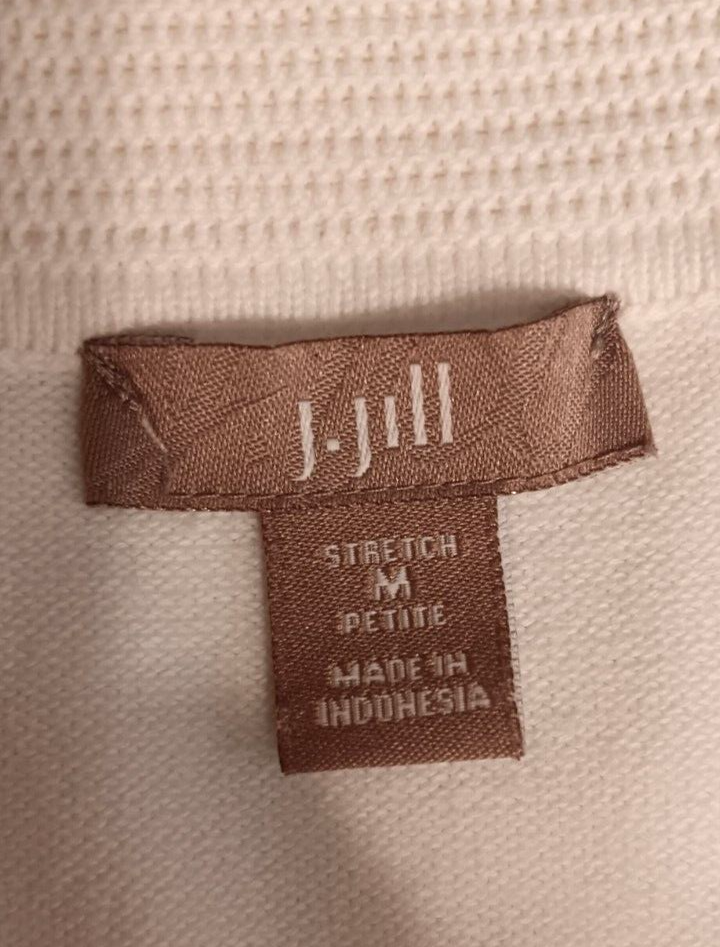 J.Jill
STRETCH
M
PETITE
MADE IN
INDONESIA